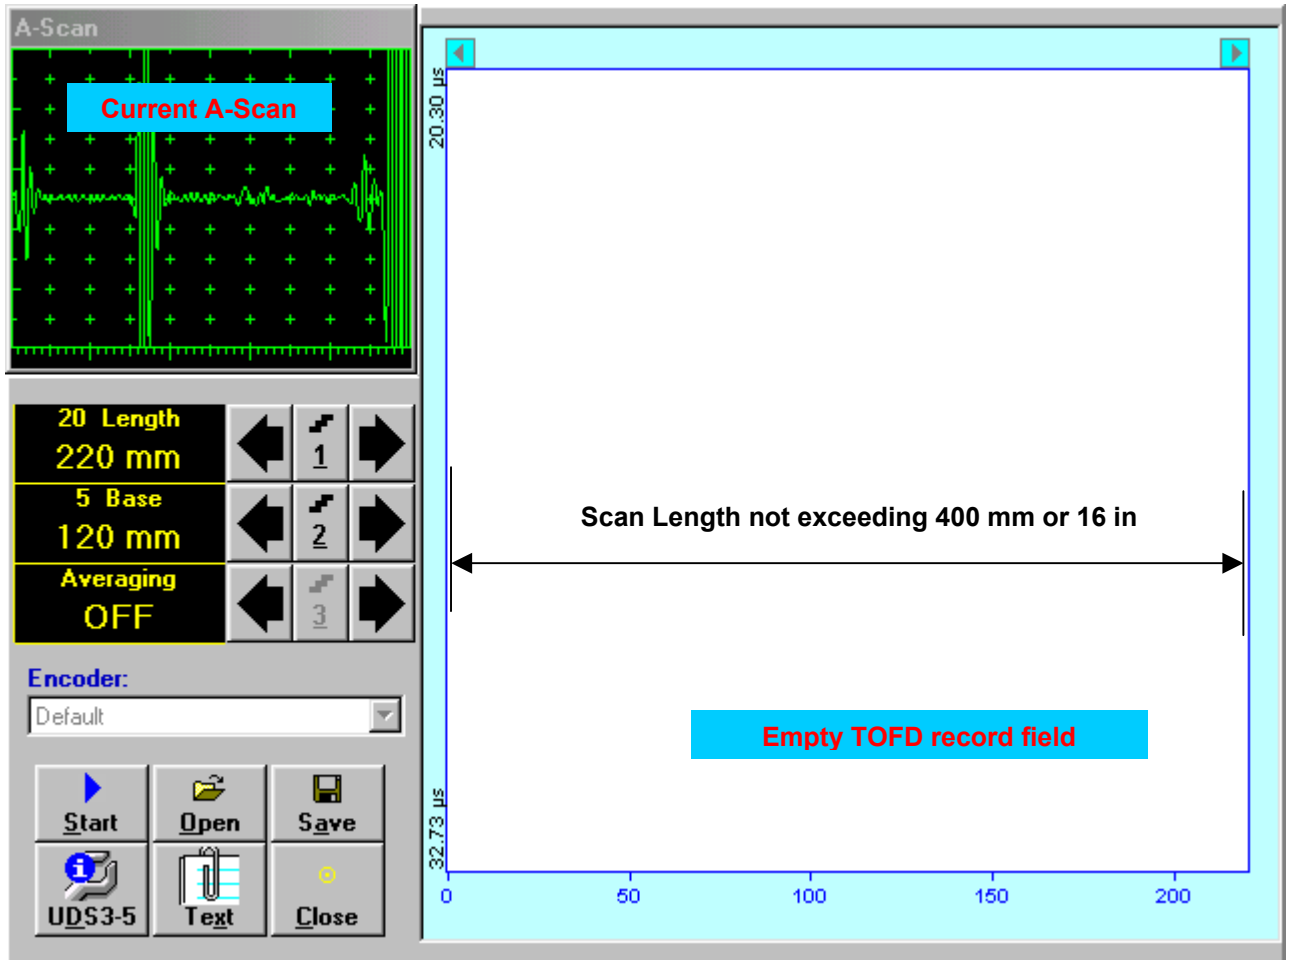 A-Scan
Current A-Scan
20 Length
220 mm
1
5 Base
120 mm
2
Averaging
OFF
3
Encoder:
Default
Start
Open
Save
UDS3-5
Text
Close
20.30 µs
32.73 µs
Scan Length not exceeding 400 mm or 16 in
Empty TOFD record field
0 50 100 150 200